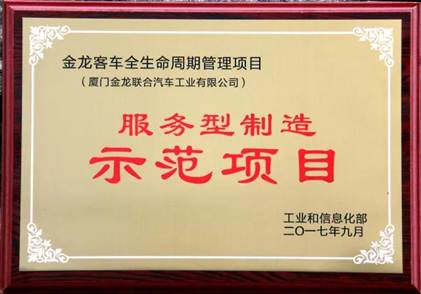 金龙客车全生命周期管理项目
（厦门金龙联合汽车工业有限公司）
服务型制造
示范项目
工业和信息化部
二〇一七年九月